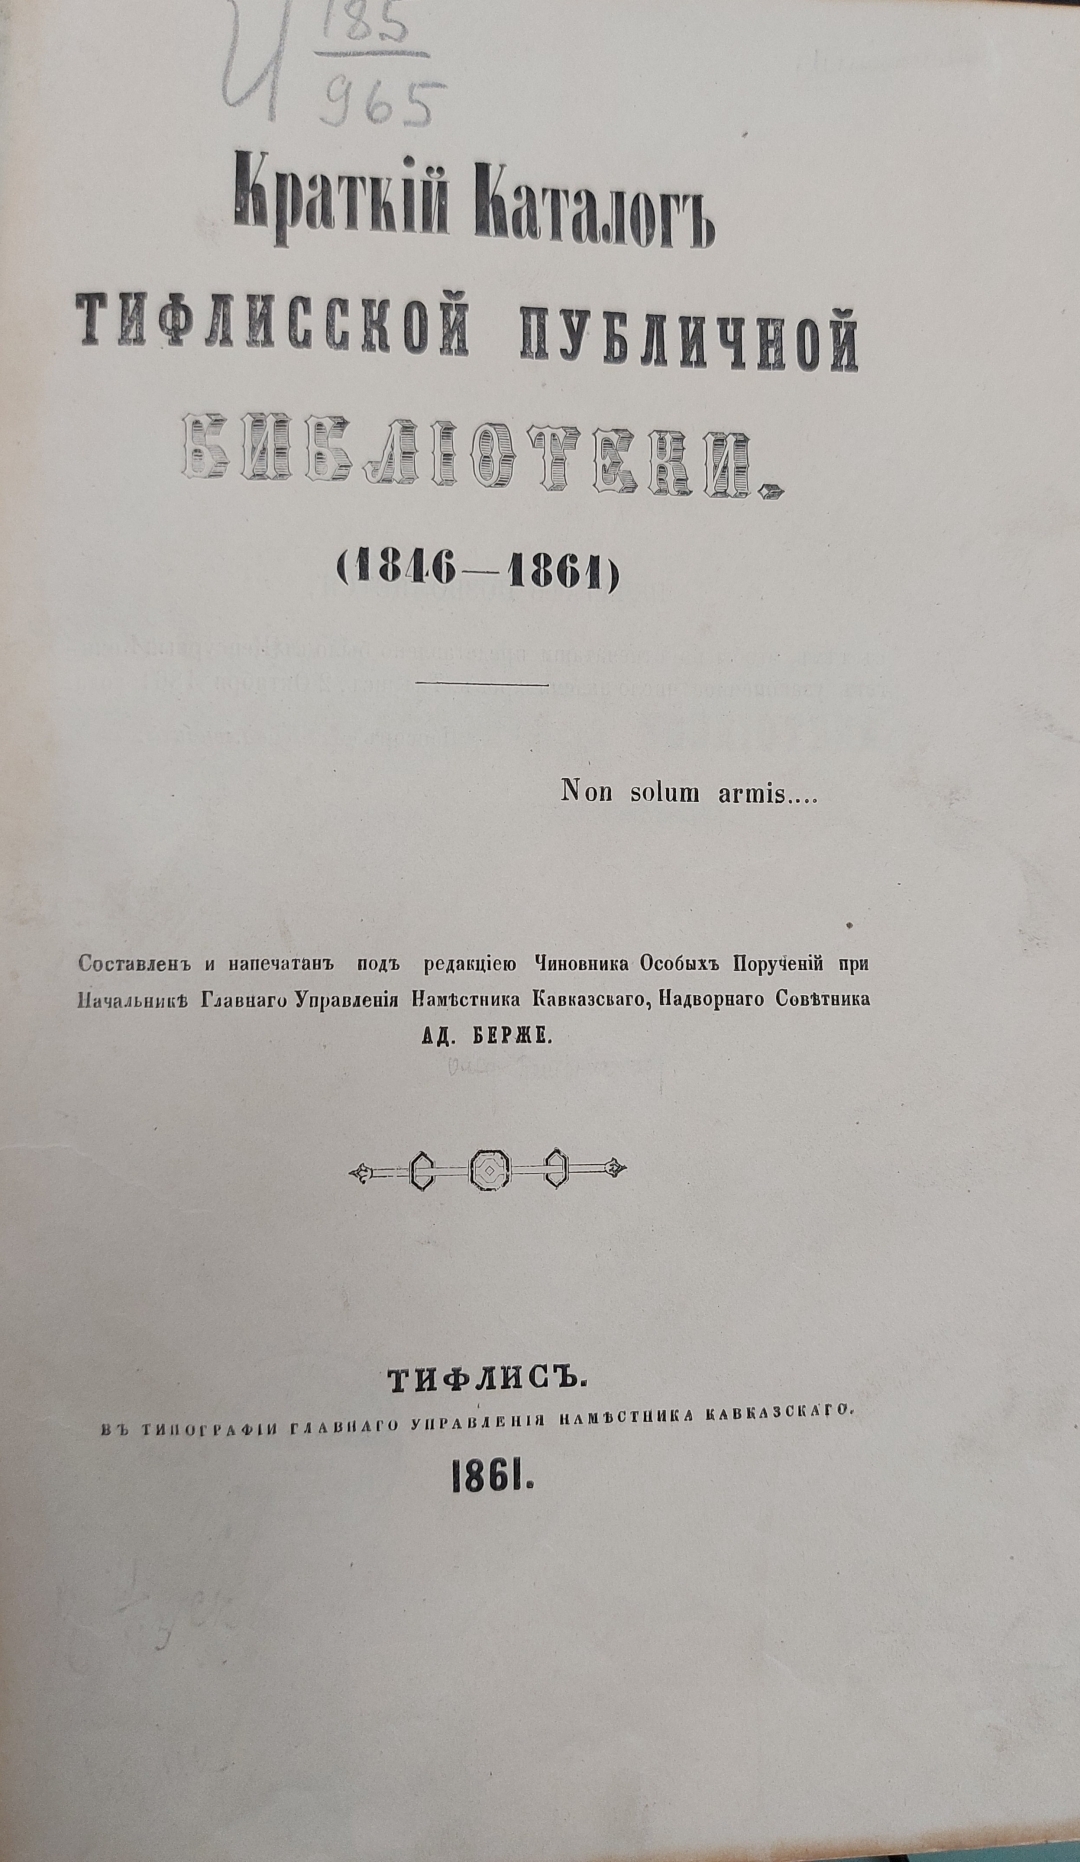 И 185
965
Краткій Каталогъ
ТИФЛИССКОЙ ПУБЛИЧНОЙ
БИБЛІОТЕКИ.
(1846—1861)
Non solum armis....
Составленъ и напечатанъ подъ редакціею Чиновника Особыхъ Порученій при
Начальникѣ Главнаго Управленія Намѣстника Кавказскаго, Надворнаго Совѣтника
АД. БЕРЖЕ.
ТИФЛИСЪ.
ВЪ ТИПОГРАФІИ ГЛАВНАГО УПРАВЛЕНІЯ НАМѢСТНИКА КАВКАЗСКАГО.
1861.